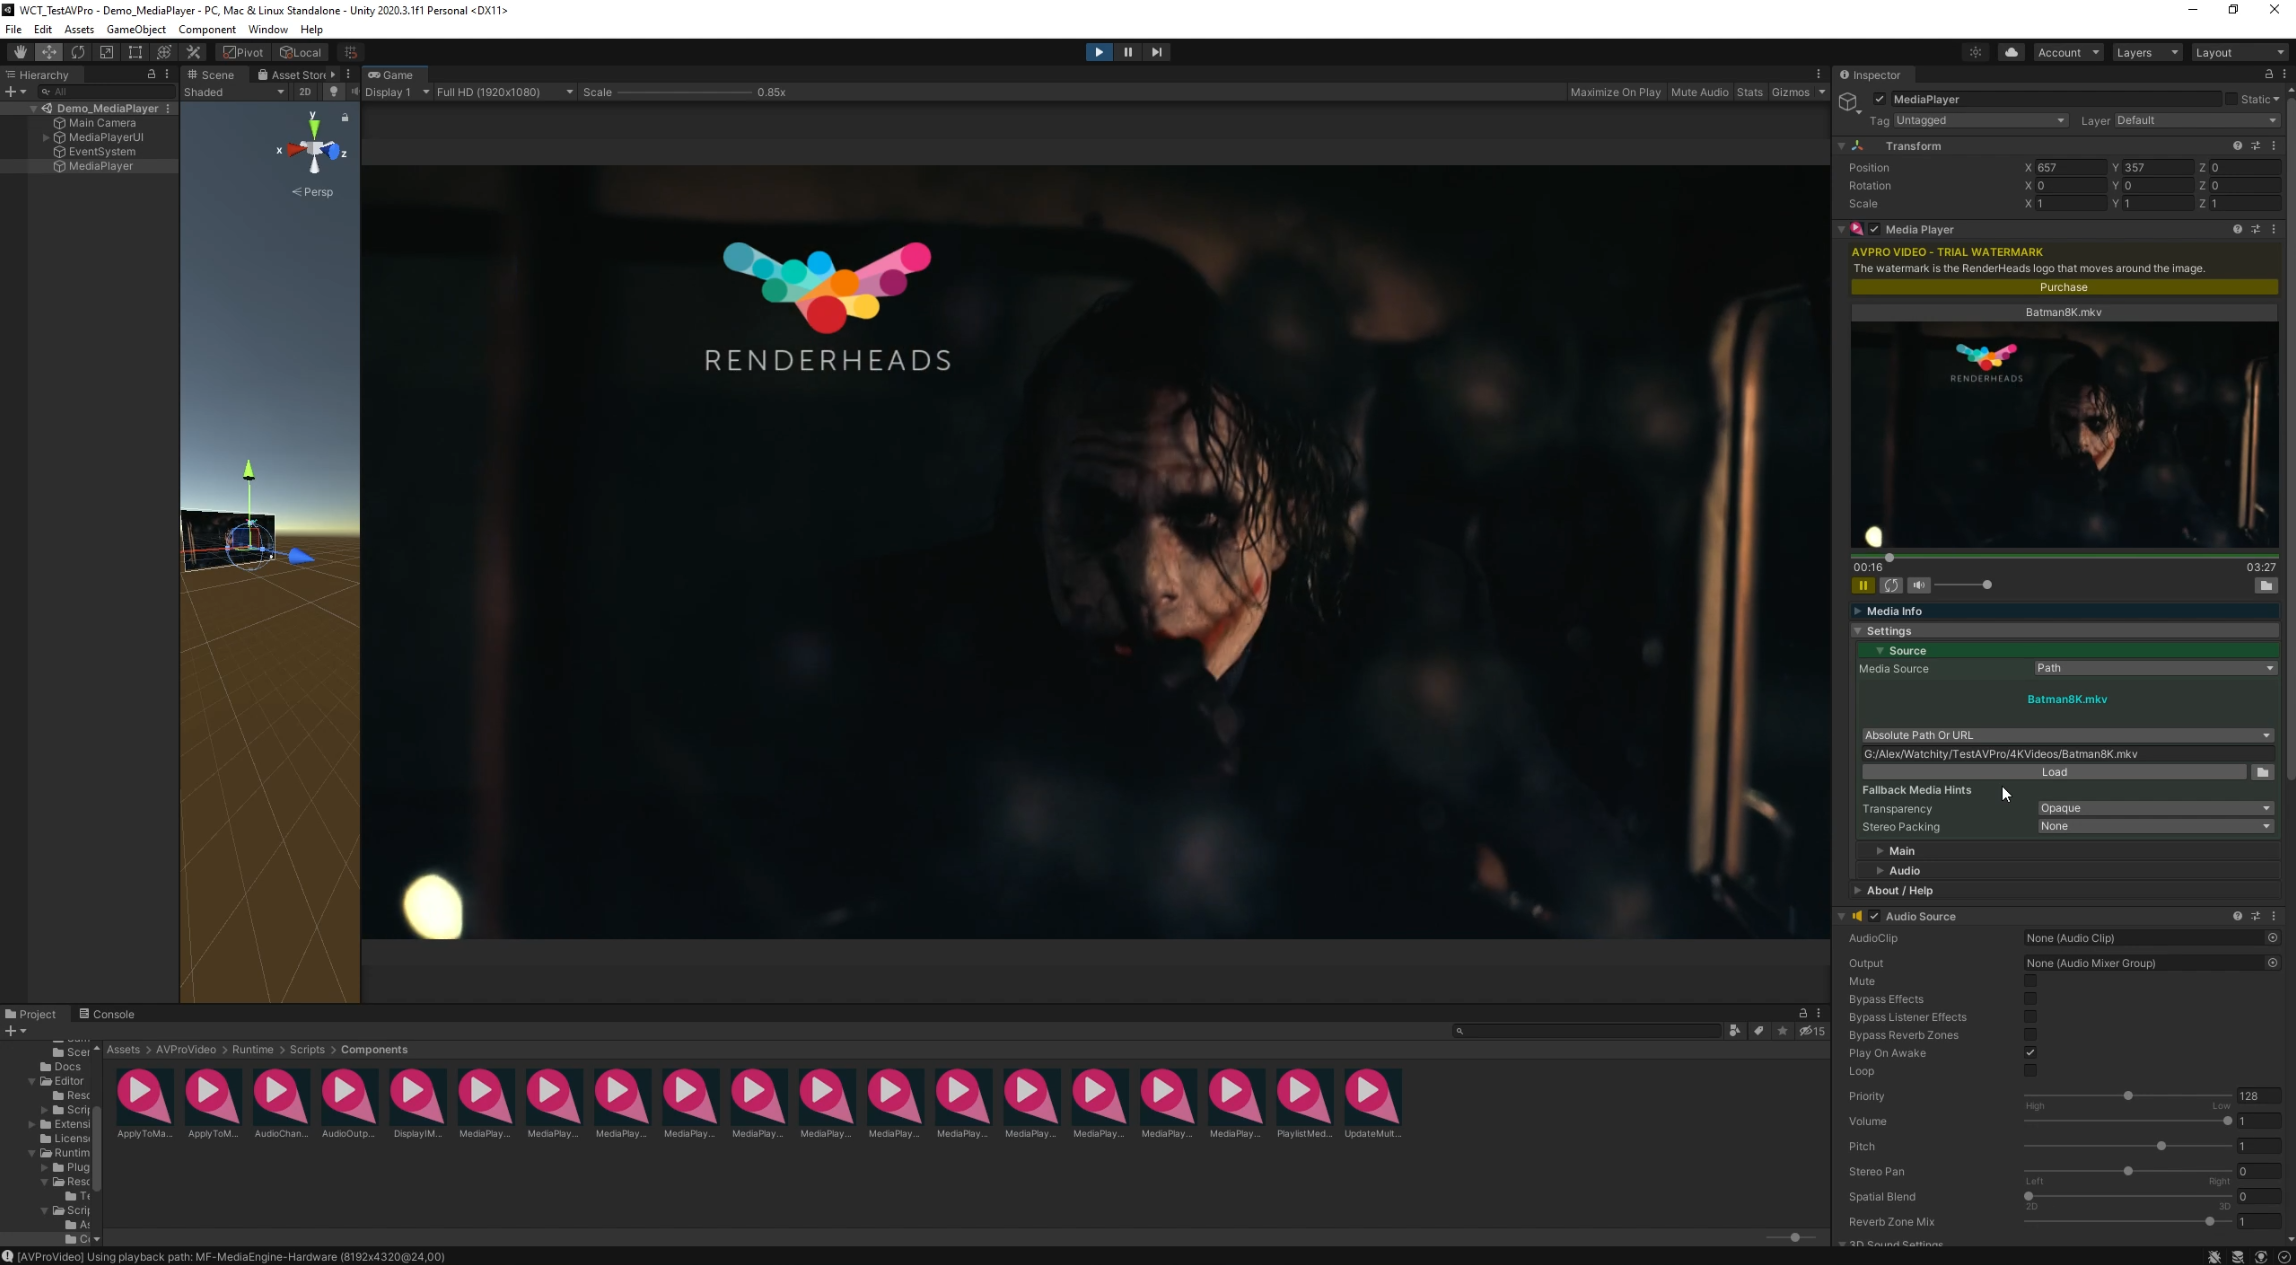 WCT_TestAVPro - Demo_MediaPlayer - PC, Mac & Linux Standalone - Unity 2020.3.1f1 Personal <DX11>
File Edit Assets GameObject Component Window Help
Pivot Local Account Layers Layout
Hierarchy
All
Demo_MediaPlayer
Main Camera
MediaPlayerUI
EventSystem
MediaPlayer
Scene Asset Store
Shaded 2D
y
x z
Persp
Game
Display 1 Full HD (1920x1080) Scale 0.85x Maximize On Play Mute Audio Stats Gizmos
RENDERHEADS
Inspector
MediaPlayer Static
Tag Untagged Layer Default
Transform
Position X 657 Y 357 Z 0
Rotation X 0 Y 0 Z 0
Scale X 1 Y 1 Z 1
Media Player
AVPRO VIDEO - TRIAL WATERMARK
The watermark is the RenderHeads logo that moves around the image.
Purchase
Batman8K.mkv
RENDERHEADS
00:16 03:27
Media Info
Settings
Source
Media Source Path
Batman8K.mkv
Absolute Path Or URL
G:/Alex/Watchity/TestAVPro/4KVideos/Batman8K.mkv
Load
Fallback Media Hints
Transparency Opaque
Stereo Packing None
Main
Audio
About / Help
Audio Source
AudioClip None (Audio Clip)
Output None (Audio Mixer Group)
Mute
Bypass Effects
Bypass Listener Effects
Bypass Reverb Zones
Play On Awake
Loop
Priority 128
High Low
Volume 1
Pitch 1
Stereo Pan 0
Left Right
Spatial Blend 0
2D 3D
Reverb Zone Mix 1
3D Sound Settings
Project Console
15
Scer
Docs
Editor
Resc
Scrip
Extensi
Licens
Runtim
Plug
Resc
Te
Scrip
As
Co
Assets > AVProVideo > Runtime > Scripts > Components
ApplyToMa... ApplyToM... AudioChan... AudioOutp... DisplayIM... MediaPlay... MediaPlay... MediaPlay... MediaPlay... MediaPlay... MediaPlay... MediaPlay... MediaPlay... MediaPlay... MediaPlay... MediaPlay... MediaPlay... PlaylistMed... UpdateMult...
[AVProVideo] Using playback path: MF-MediaEngine-Hardware (8192x4320@24,00)